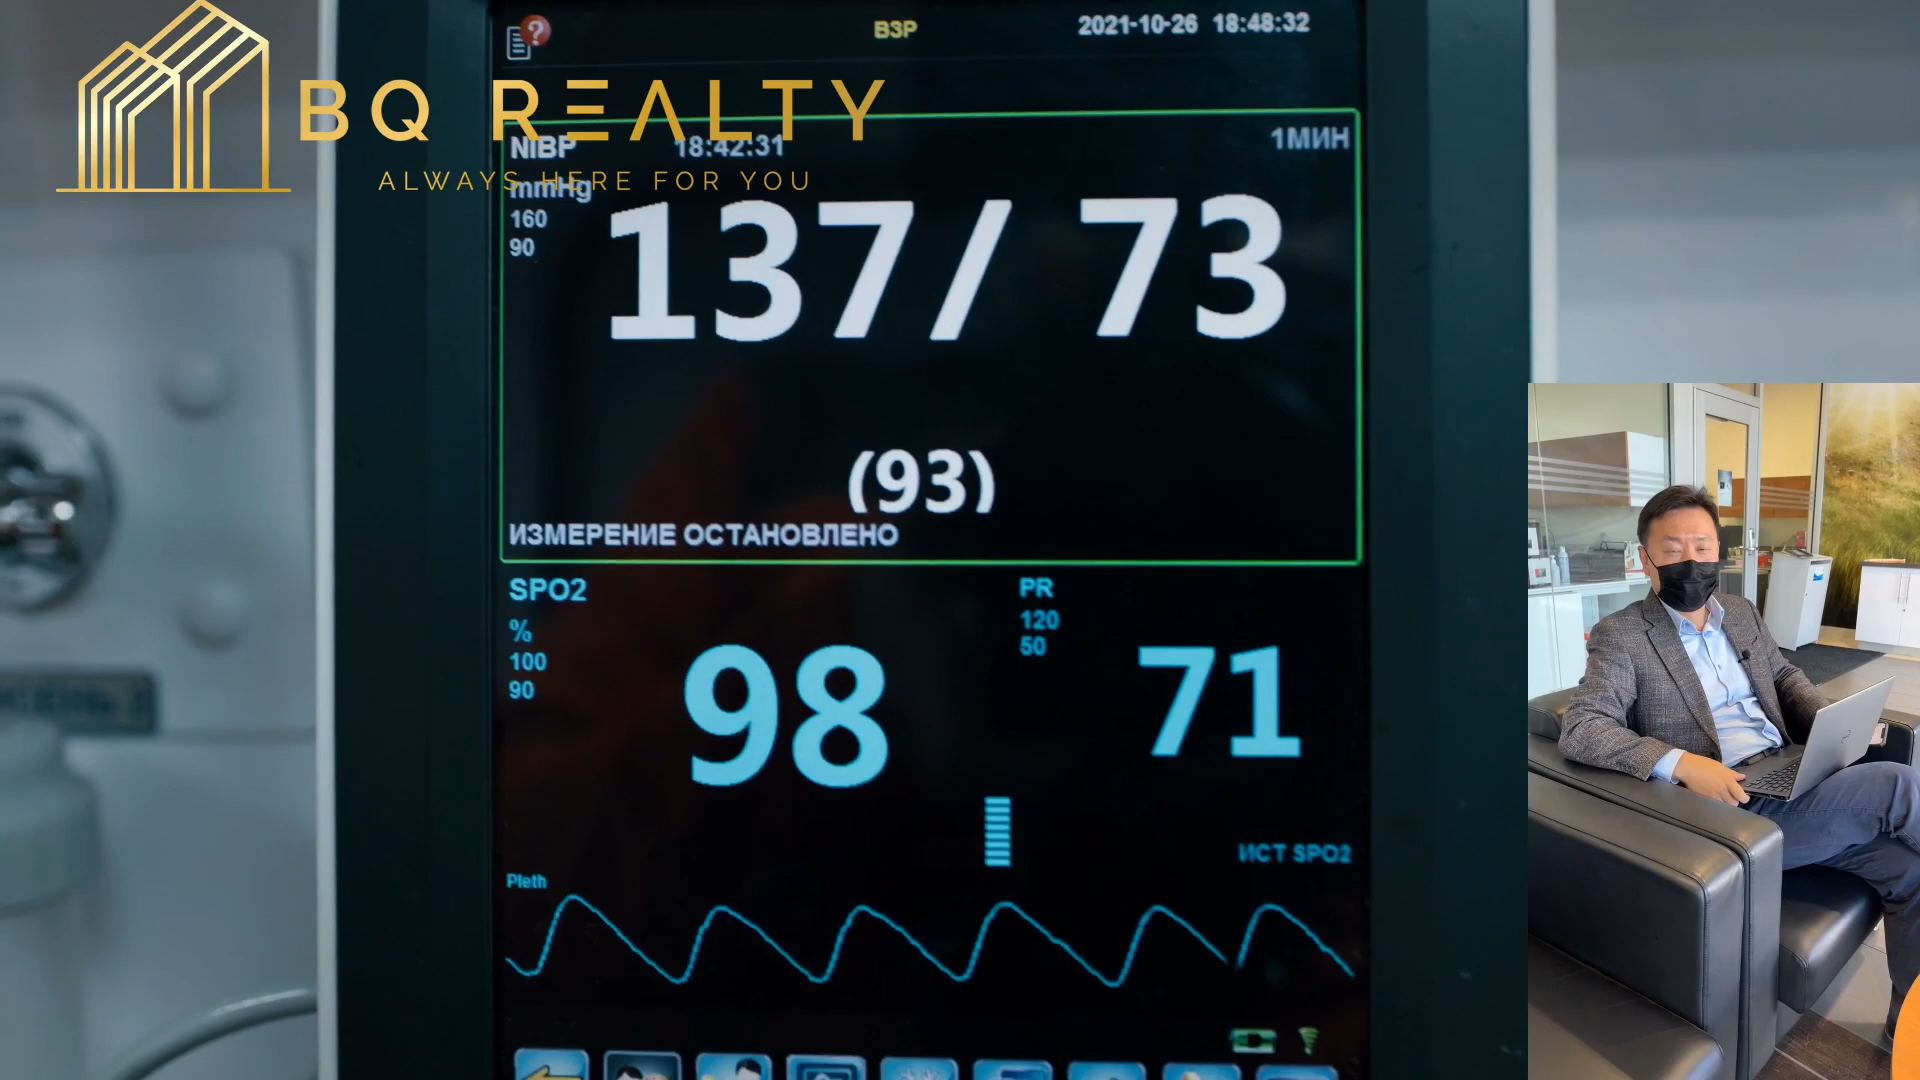 BQ REALTY
ALWAYS HERE FOR YOU
ВЗР
2021-10-26 18:48:32
NIBP 18:42:31 1МИН
mmHg
160
90
137/ 73
(93)
ИЗМЕРЕНИЕ ОСТАНОВЛЕНО
SPO2
%
100
90
98
PR
120
50
71
ИСТ SPO2
Pleth